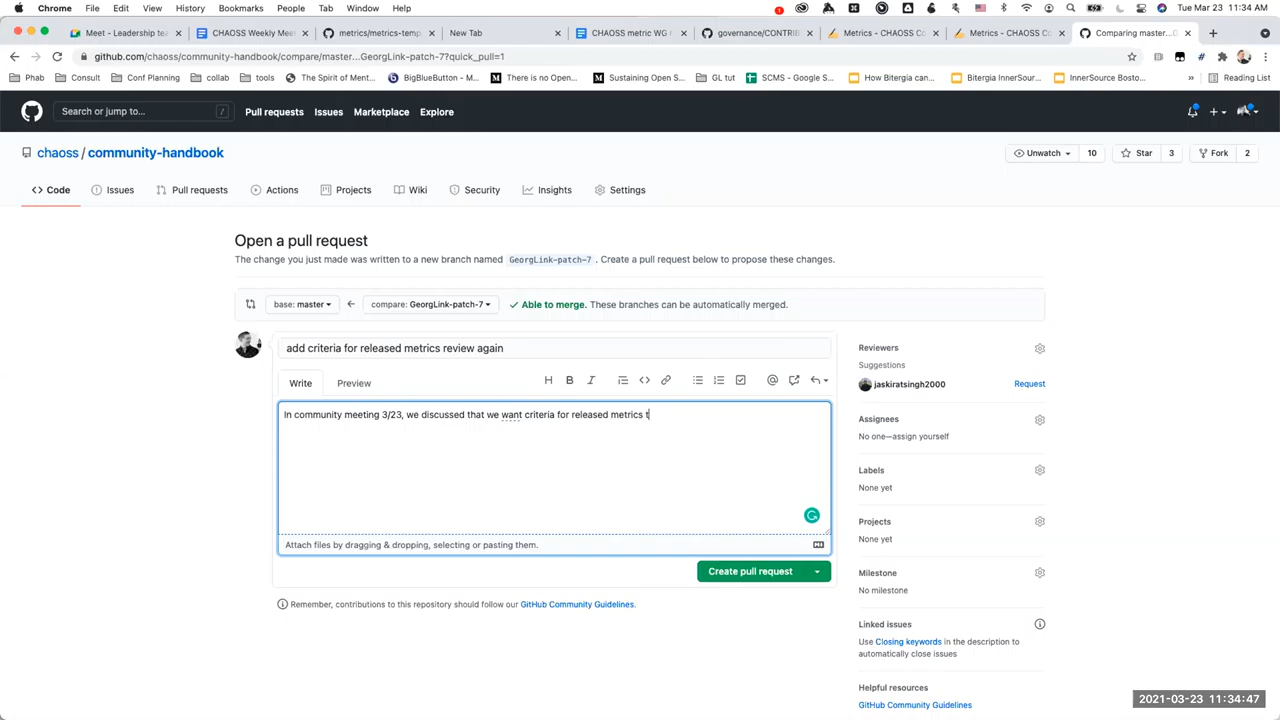 Chrome File Edit View History Bookmarks People Tab Window Help Tue Mar 23 11:34 AM
Meet - Leadership te CHAOSS Weekly Mee metrics/metrics-temp New Tab CHAOSS metric WG governance/CONTRIB Metrics - CHAOSS Co Metrics - CHAOSS Co Comparing master...
github.com/chaoss/community-handbook/compare/master...GeorgLink-patch-7?quick_pull=1
Phab Consult Conf Planning collab tools The Spirit of Ment... BigBlueButton - M... There is no Open... Sustaining Open S... GL tut SCMS - Google S... How Bitergia cann... Bitergia InnerSour... InnerSource Bosto... » Reading List
Search or jump to... / Pull requests Issues Marketplace Explore
chaoss / community-handbook Unwatch 10 Star 3 Fork 2
<> Code Issues Pull requests Actions Projects Wiki Security Insights Settings
Open a pull request
The change you just made was written to a new branch named GeorgLink-patch-7 . Create a pull request below to propose these changes.
base: master compare: GeorgLink-patch-7 Able to merge. These branches can be automatically merged.
add criteria for released metrics review again
Write Preview
In community meeting 3/23, we discussed that we want criteria for released metrics t
Attach files by dragging & dropping, selecting or pasting them.
Create pull request
Remember, contributions to this repository should follow our GitHub Community Guidelines.
Reviewers
Suggestions
jaskiratsingh2000 Request
Assignees
No one—assign yourself
Labels
None yet
Projects
None yet
Milestone
No milestone
Linked issues
Use Closing keywords in the description to
automatically close issues
Helpful resources
GitHub Community Guidelines
2021-03-23 11:34:47